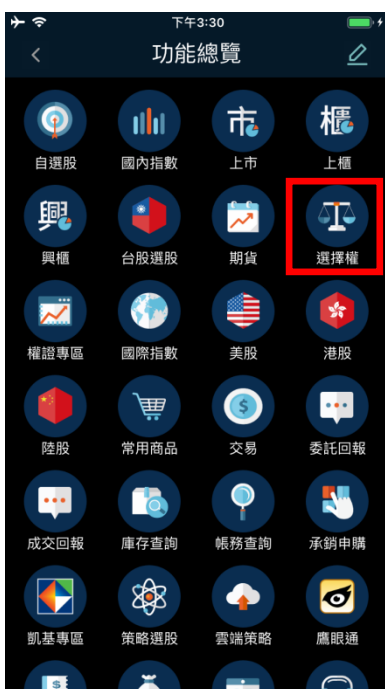 下午3:30
功能總覽
自選股 國內指數 上市 上櫃
市 櫃
興櫃 台股選股 期貨 選擇權
興
權證專區 國際指數 美股 港股
陸股 常用商品 交易 委託回報
$
成交回報 庫存查詢 帳務查詢 承銷申購
凱基專區 策略選股 雲端策略 鷹眼通
$